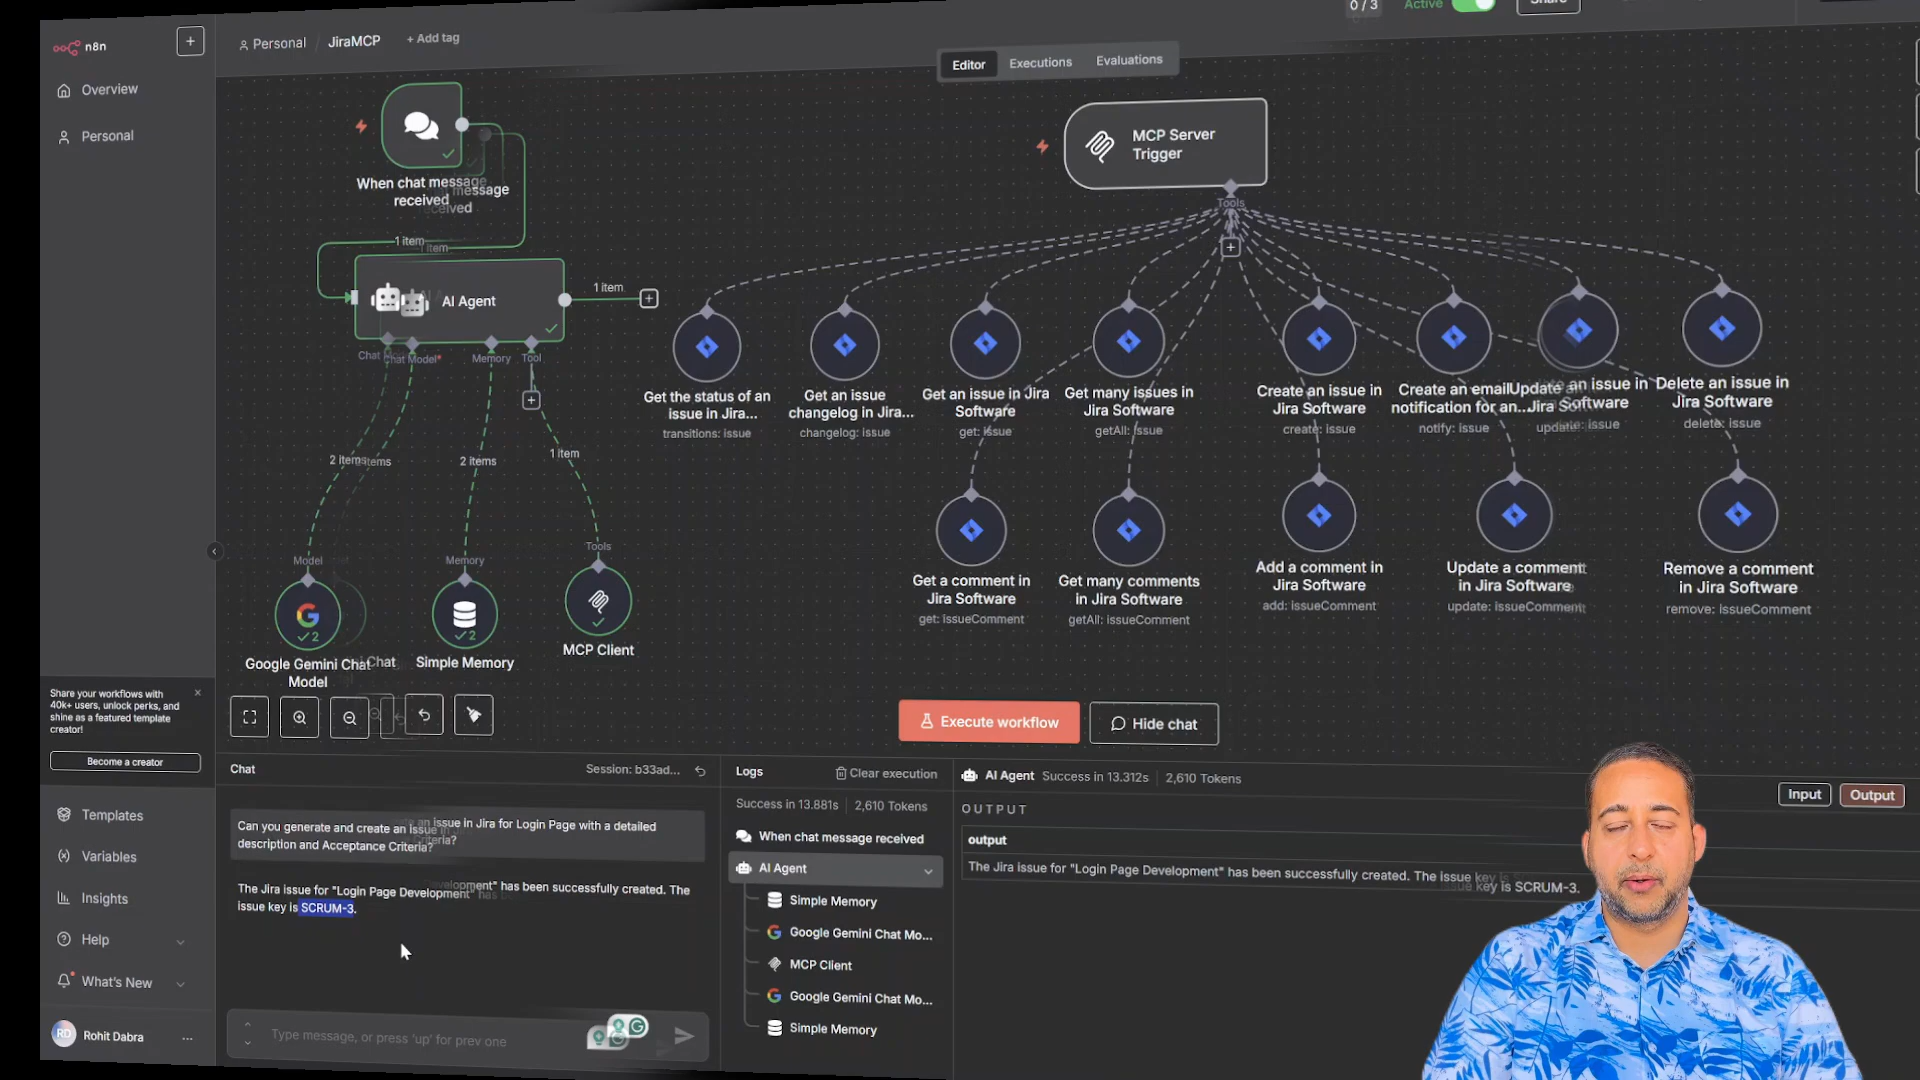 n8n
+
Overview
Personal
Share your workflows with
40k+ users, unlock perks, and
shine as a featured template
creator!
Become a creator
Templates
Variables
Insights
Help
What's New
RD
Rohit Dabra
Personal / JiraMCP + Add tag
0 / 3
Active
Share
Editor
Executions
Evaluations
When chat message
received
1 item
AI Agent
1 item
Chat Model*
Memory
Tool
2 items
2 items
1 item
Model
Memory
Tools
Google Gemini Chat
Model
Simple Memory
MCP Client
MCP Server
Trigger
Tools
Get the status of an
issue in Jira...
transitions: issue
Get an issue
changelog in Jira...
changelog: issue
Get an issue in Jira
Software
get: issue
Get many issues in
Jira Software
getAll: issue
Create an issue in
Jira Software
create: issue
Create an email
notification for an...
notify: issue
Update an issue in
Jira Software
update: issue
Delete an issue in
Jira Software
delete: issue
Get a comment in
Jira Software
get: issueComment
Get many comments
in Jira Software
getAll: issueComment
Add a comment in
Jira Software
add: issueComment
Update a comment
in Jira Software
update: issueComment
Remove a comment
in Jira Software
remove: issueComment
Execute workflow
Hide chat
Chat
Session: b33ad...
Can you generate and create an issue in Jira for Login Page with a detailed
description and Acceptance Criteria?
The Jira issue for "Login Page Development" has been successfully created. The
issue key is SCRUM-3.
Type message, or press 'up' for prev one
Logs
Clear execution
Success in 13.881s | 2,610 Tokens
When chat message received
AI Agent
Simple Memory
Google Gemini Chat Mo...
MCP Client
Google Gemini Chat Mo...
Simple Memory
AI Agent Success in 13.312s | 2,610 Tokens
Input
Output
OUTPUT
output
The Jira issue for "Login Page Development" has been successfully created. The issue key is SCRUM-3.